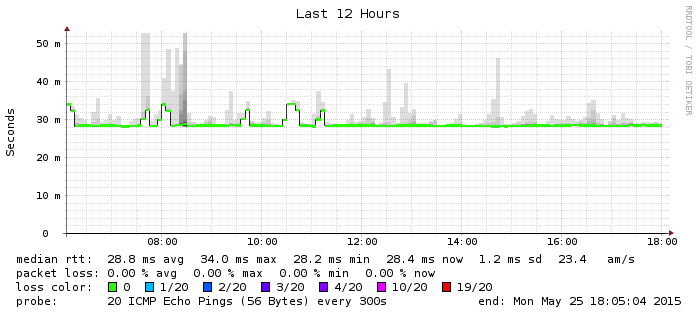 Last 12 Hours
RRDTOOL / TOBI OETIKER
Seconds
50 m
40 m
30 m
20 m
10 m
0
08:00 10:00 12:00 14:00 16:00 18:00
median rtt: 28.8 ms avg 34.0 ms max 28.2 ms min 28.4 ms now 1.2 ms sd 23.4 am/s
packet loss: 0.00 % avg 0.00 % max 0.00 % min 0.00 % now
loss color: 0 1/20 2/20 3/20 4/20 10/20 19/20
probe: 20 ICMP Echo Pings (56 Bytes) every 300s end: Mon May 25 18:05:04 2015